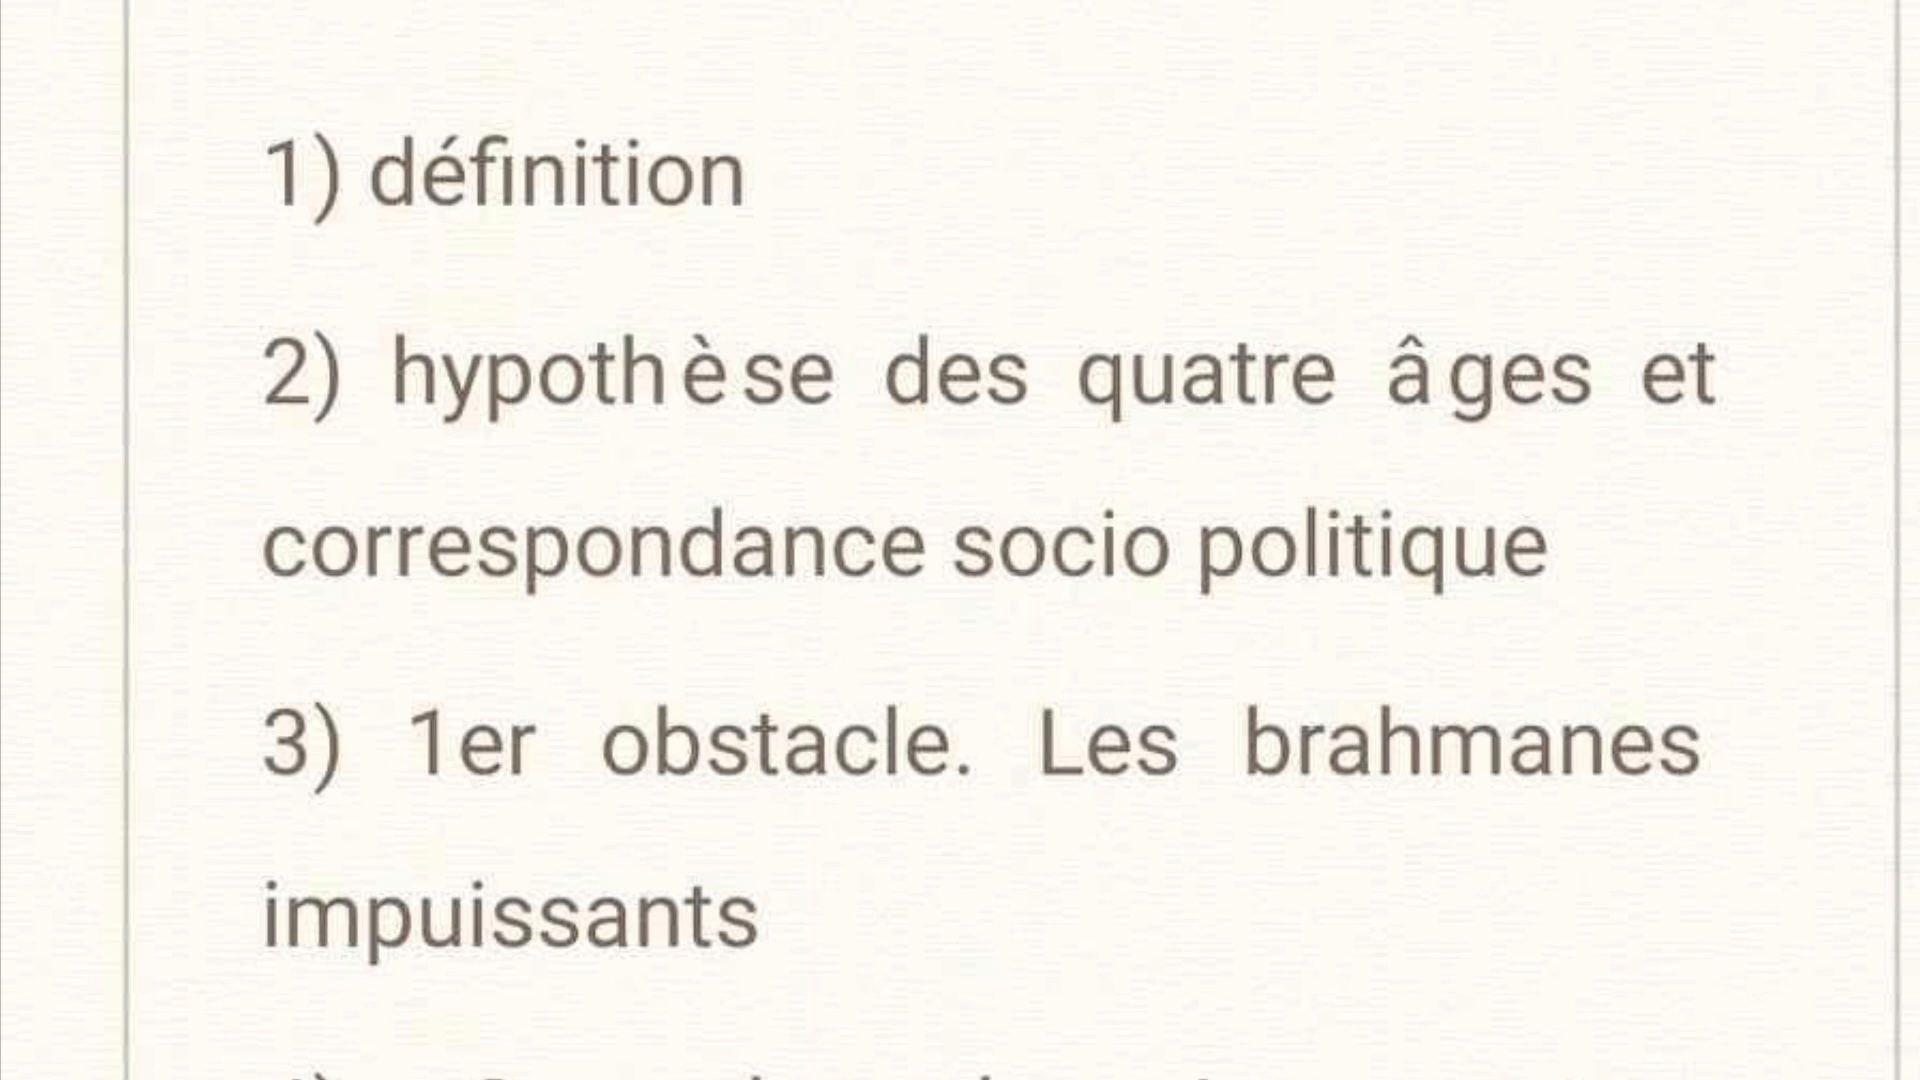 1) définition
2) hypothèse des quatre âges et
correspondance socio politique
3) 1er obstacle. Les brahmanes
impuissants